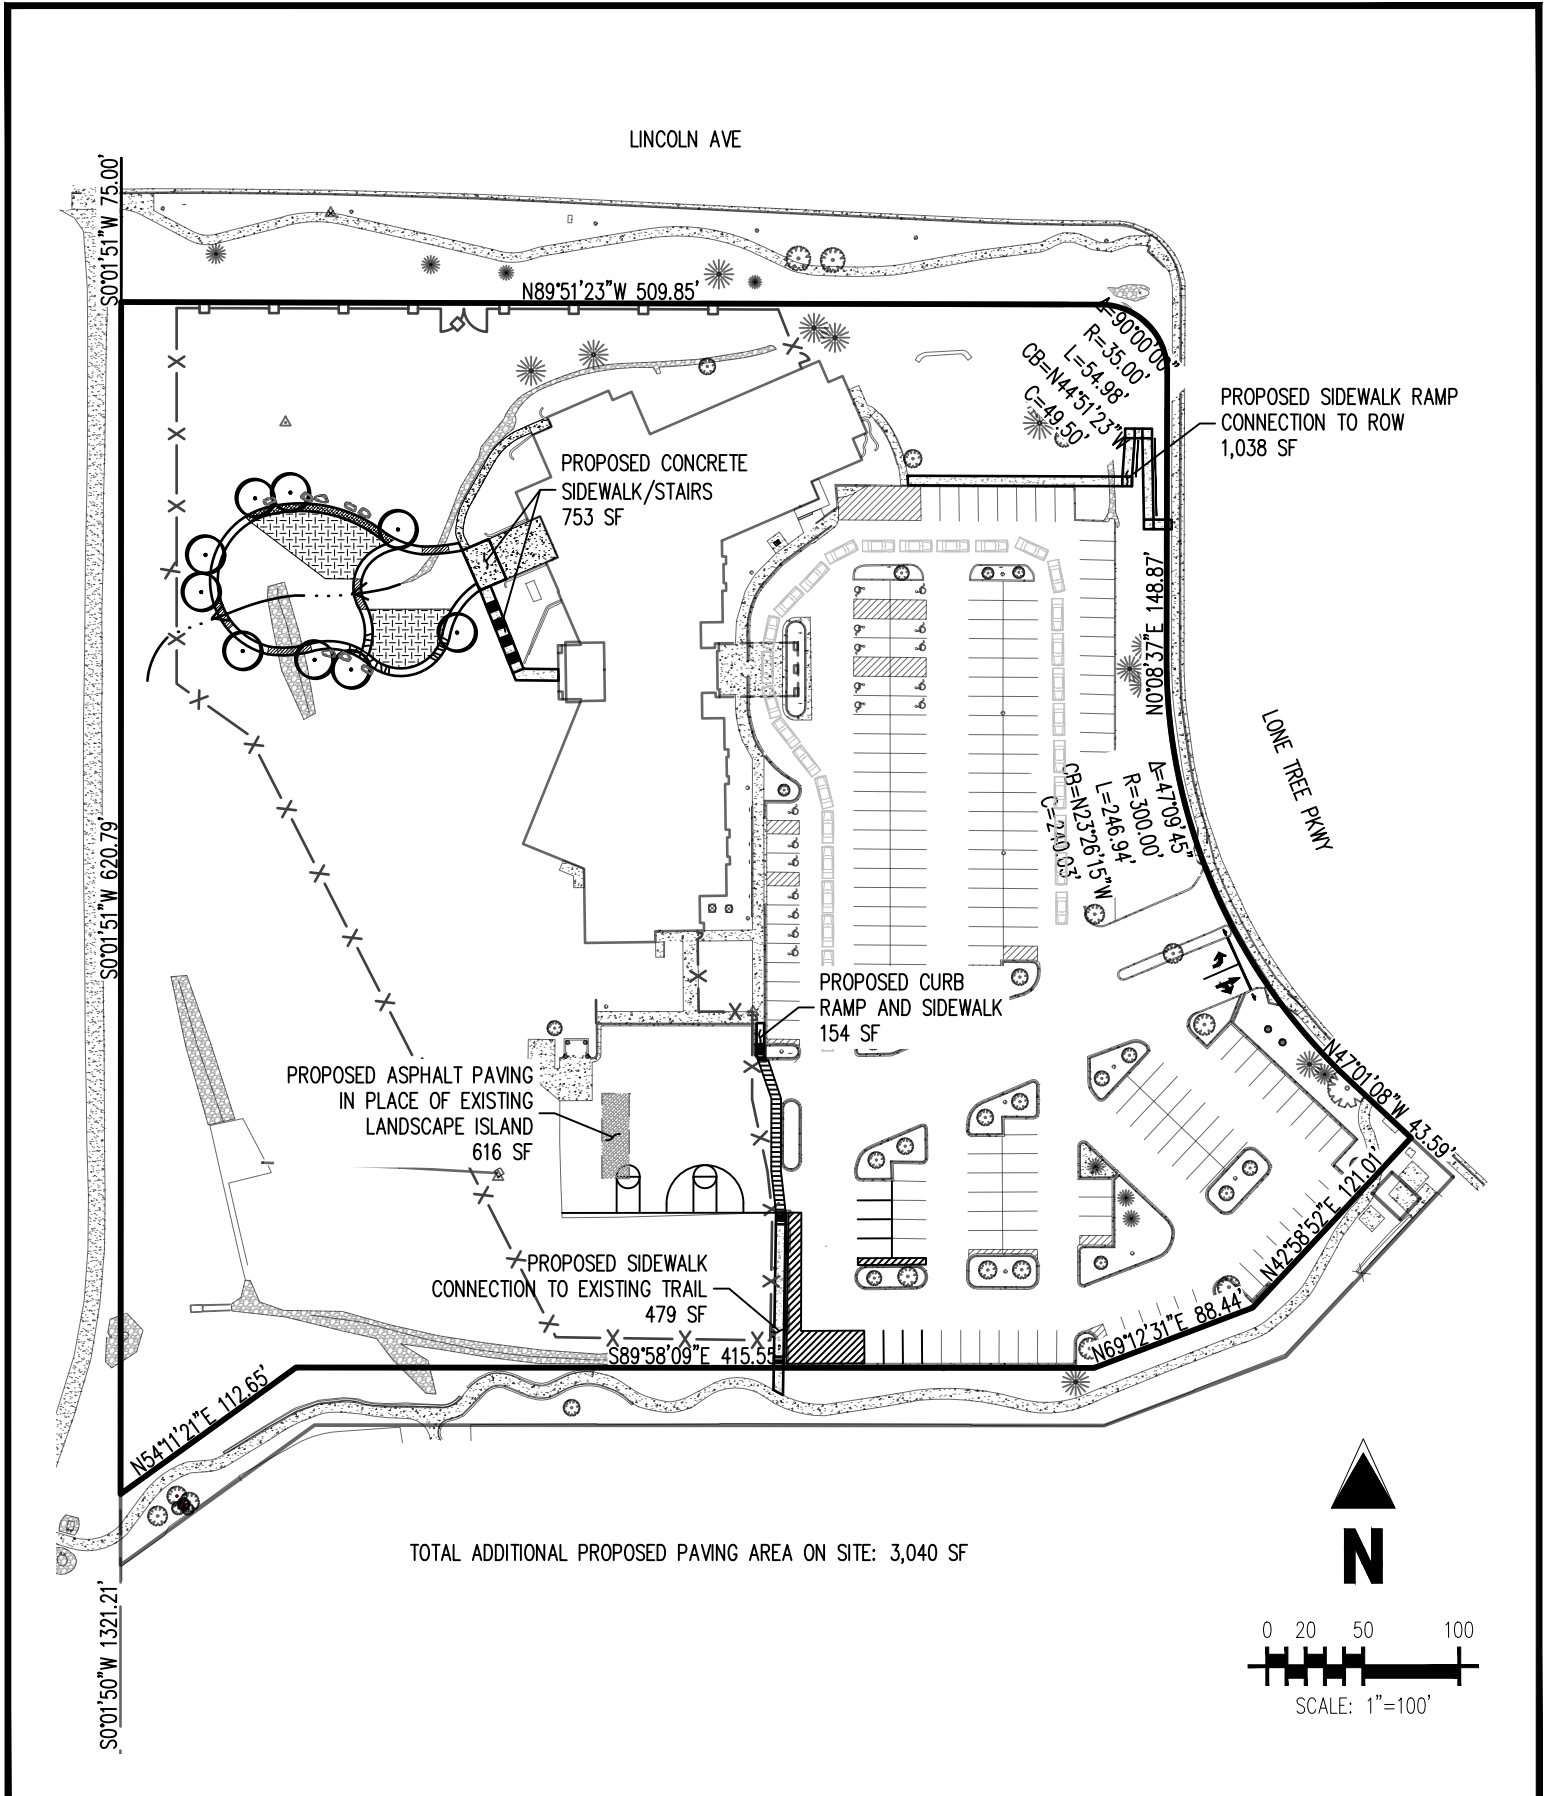 LINCOLN AVE
S0°01'51"W 75.00'
N89°51'23"W 509.85'
Δ=90°00'00"
R=35.00'
L=54.98'
CB=N44°51'23"W
C=49.50'
PROPOSED SIDEWALK RAMP
CONNECTION TO ROW
1,038 SF
PROPOSED CONCRETE
SIDEWALK/STAIRS
753 SF
N0°08'37"E 148.87'
LONE TREE PKWY
Δ=47°09'45"
R=300.00'
L=246.94'
CB=N23°26'15"W
C=240.03'
S0°01'51"W 620.79'
PROPOSED CURB
RAMP AND SIDEWALK
154 SF
PROPOSED ASPHALT PAVING
IN PLACE OF EXISTING
LANDSCAPE ISLAND
616 SF
N47°01'08"W 43.59'
N42°58'52"E 121.01'
PROPOSED SIDEWALK
CONNECTION TO EXISTING TRAIL
479 SF
N69°12'31"E 88.44'
S89°58'09"E 415.55'
N54°11'21"E 112.65'
TOTAL ADDITIONAL PROPOSED PAVING AREA ON SITE: 3,040 SF
S0°01'50"W 1321.21'
N
0 20 50 100
SCALE: 1"=100'